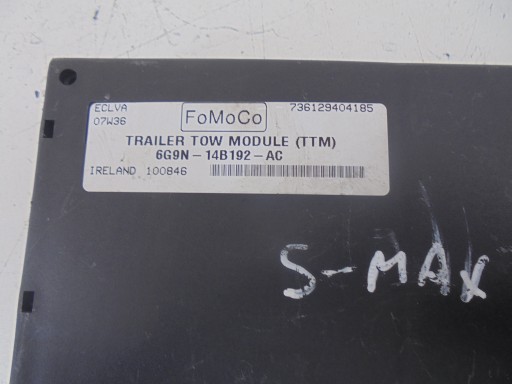 ECLVA
07W36
FoMoCo
736129404185
TRAILER TOW MODULE (TTM)
6G9N-14B192-AC
IRELAND 100846
S-MAX